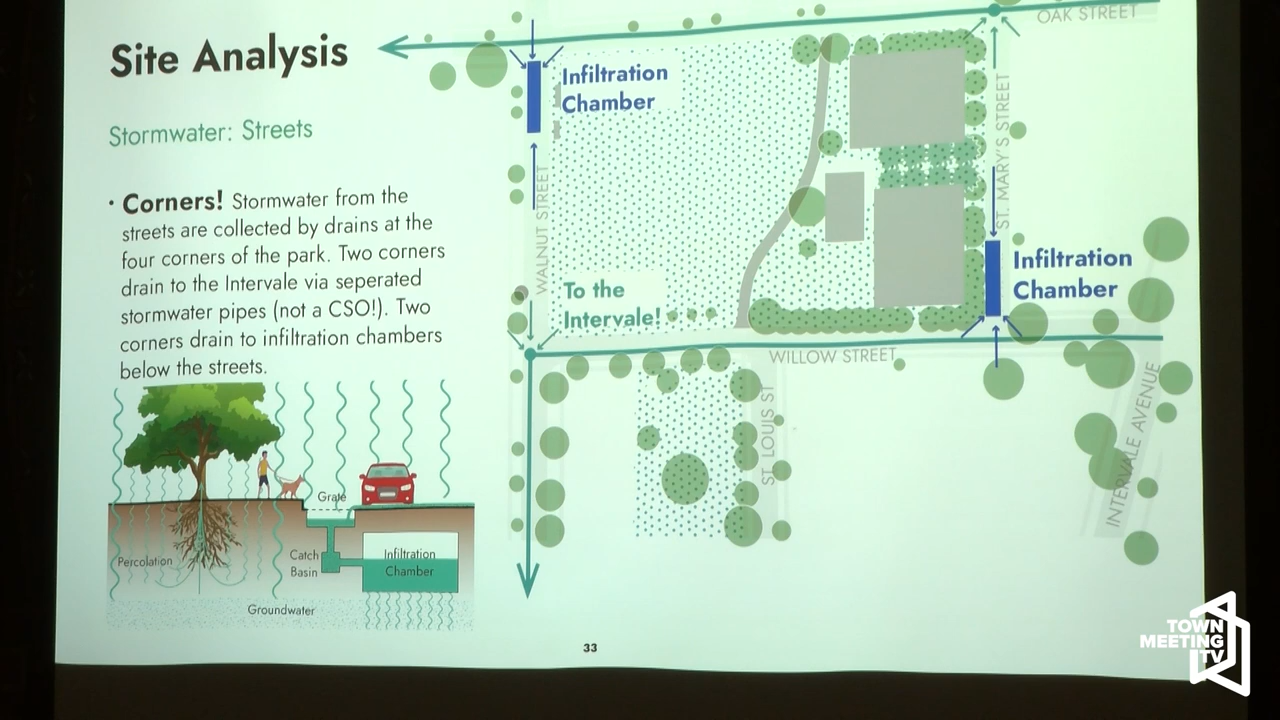 Site Analysis
Stormwater: Streets
• Corners! Stormwater from the
streets are collected by drains at the
four corners of the park. Two corners
drain to the Intervale via seperated
stormwater pipes (not a CSO!). Two
corners drain to infiltration chambers
below the streets.
Grate
Percolation
Catch
Basin
Infiltration
Chamber
Groundwater
OAK STREET
Infiltration
Chamber
WALNUT STREET
ST. MARY'S STREET
Infiltration
Chamber
To the
Intervale!
WILLOW STREET
ST LOUIS ST
INTERVALE AVENUE
33
TOWN
MEETING
TV